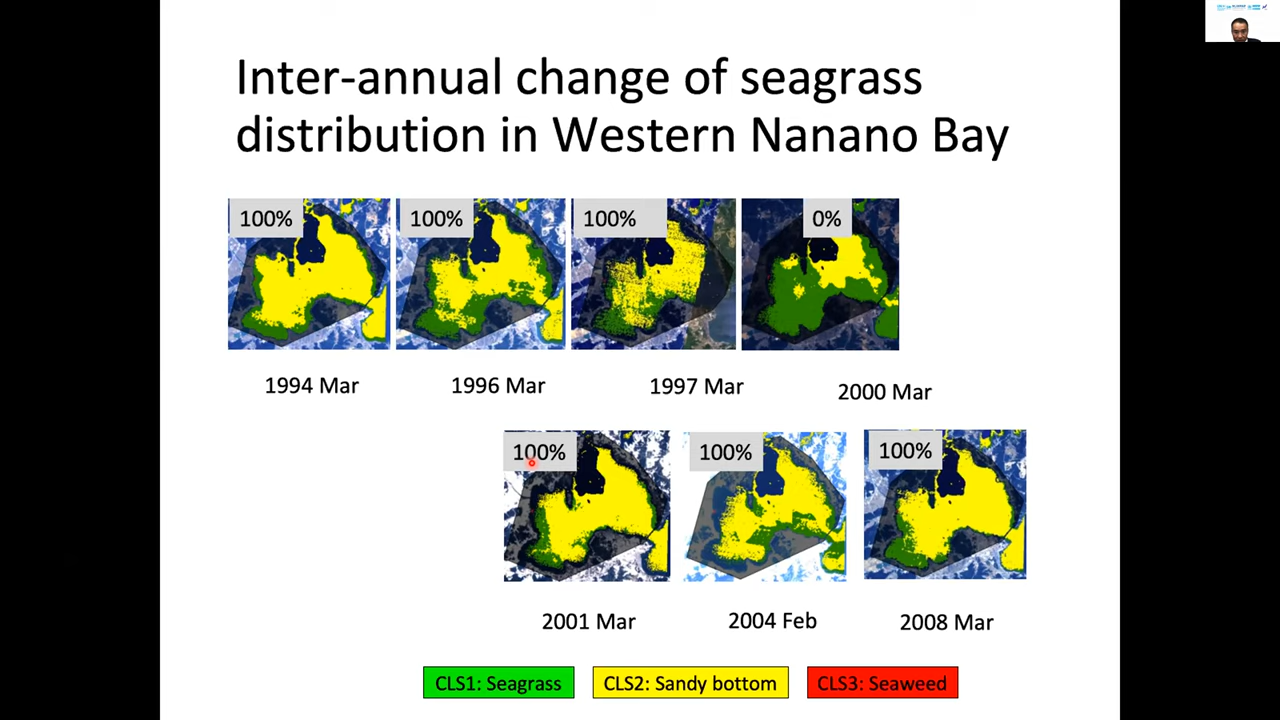 Inter-annual change of seagrass
distribution in Western Nanano Bay
100%
100%
100%
0%
1994 Mar
1996 Mar
1997 Mar
2000 Mar
100%
100%
100%
2001 Mar
2004 Feb
2008 Mar
CLS1: Seagrass
CLS2: Sandy bottom
CLS3: Seaweed